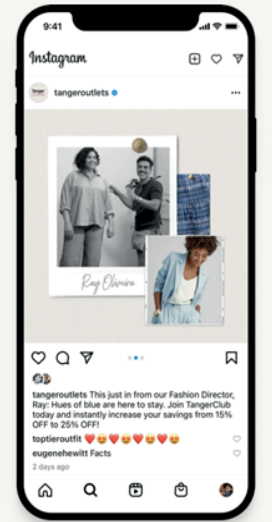 9:41
Instagram
Tanger
tangeroutlets
Ray Oliveira
tangeroutlets This just in from our Fashion Director,
Ray: Hues of blue are here to stay. Join TangerClub
today and instantly increase your savings from 15%
OFF to 25% OFF!
toptieroutfit ❤️😍❤️😍❤️😍❤️😍
eugenehewitt Facts
2 days ago